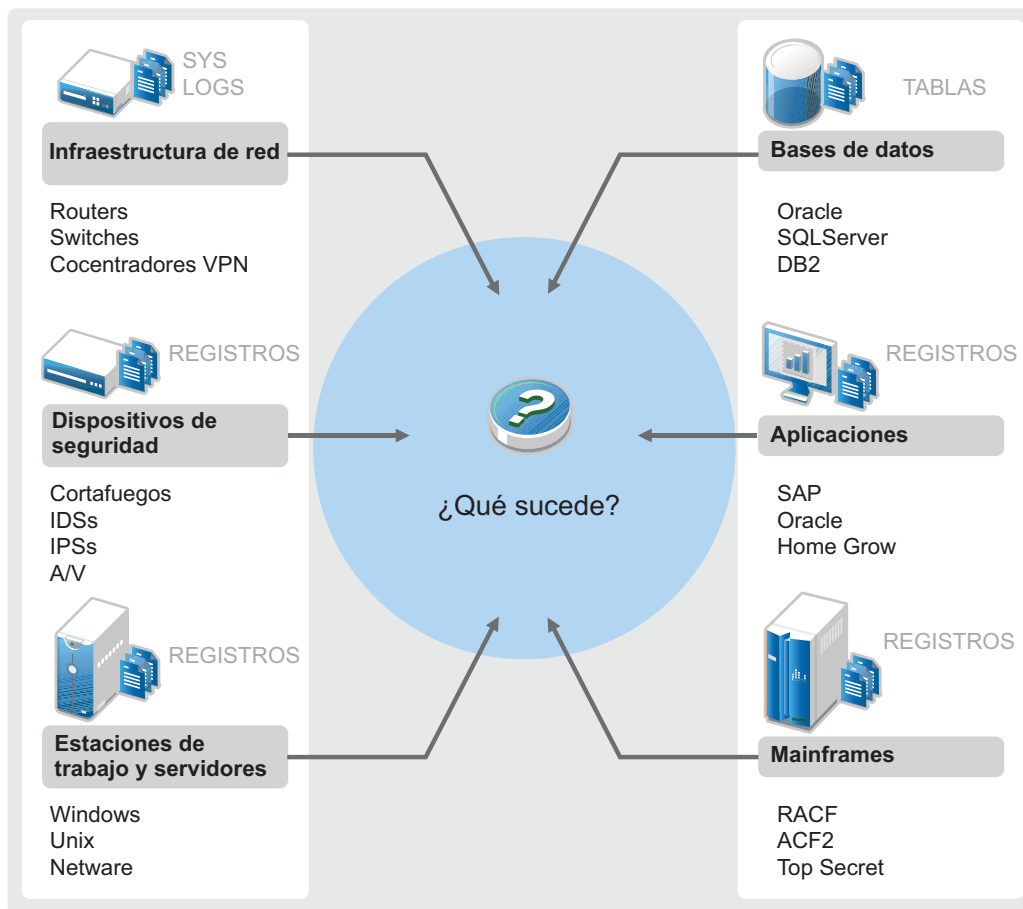 SYS
LOGS
Infraestructura de red
Routers
Switches
Cocentradores VPN
REGISTROS
Dispositivos de
seguridad
Cortafuegos
IDSs
IPSs
A/V
REGISTROS
Estaciones de
trabajo y servidores
Windows
Unix
Netware
¿Qué sucede?
TABLAS
Bases de datos
Oracle
SQLServer
DB2
REGISTROS
Aplicaciones
SAP
Oracle
Home Grow
REGISTROS
Mainframes
RACF
ACF2
Top Secret